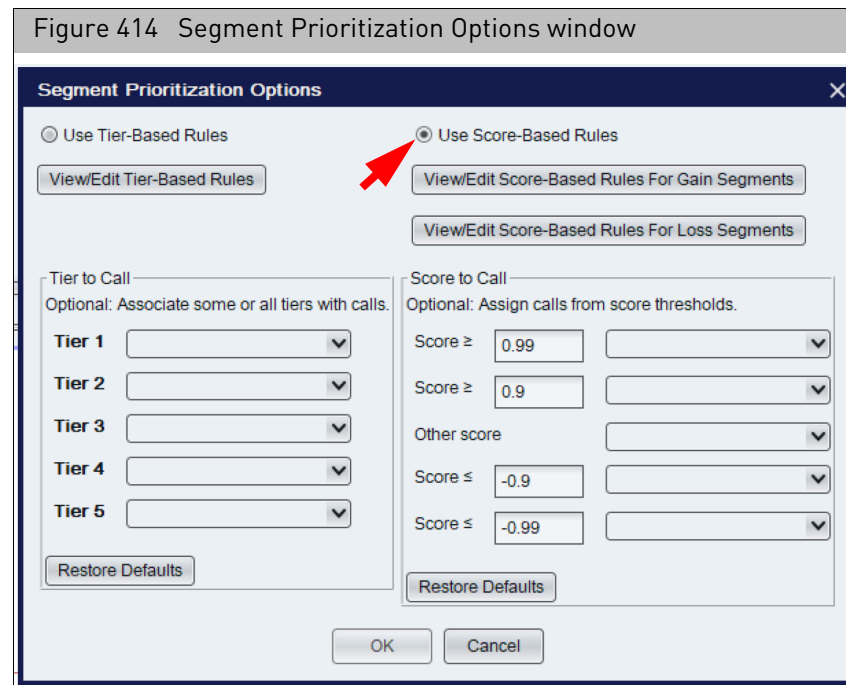 Figure 414 Segment Prioritization Options window
Segment Prioritization Options
Use Tier-Based Rules
View/Edit Tier-Based Rules
Use Score-Based Rules
View/Edit Score-Based Rules For Gain Segments
View/Edit Score-Based Rules For Loss Segments
Tier to Call
Optional: Associate some or all tiers with calls.
Tier 1
Tier 2
Tier 3
Tier 4
Tier 5
Restore Defaults
Score to Call
Optional: Assign calls from score thresholds.
Score ≥ 0.99
Score ≥ 0.9
Other score
Score ≤ -0.9
Score ≤ -0.99
Restore Defaults
OK
Cancel